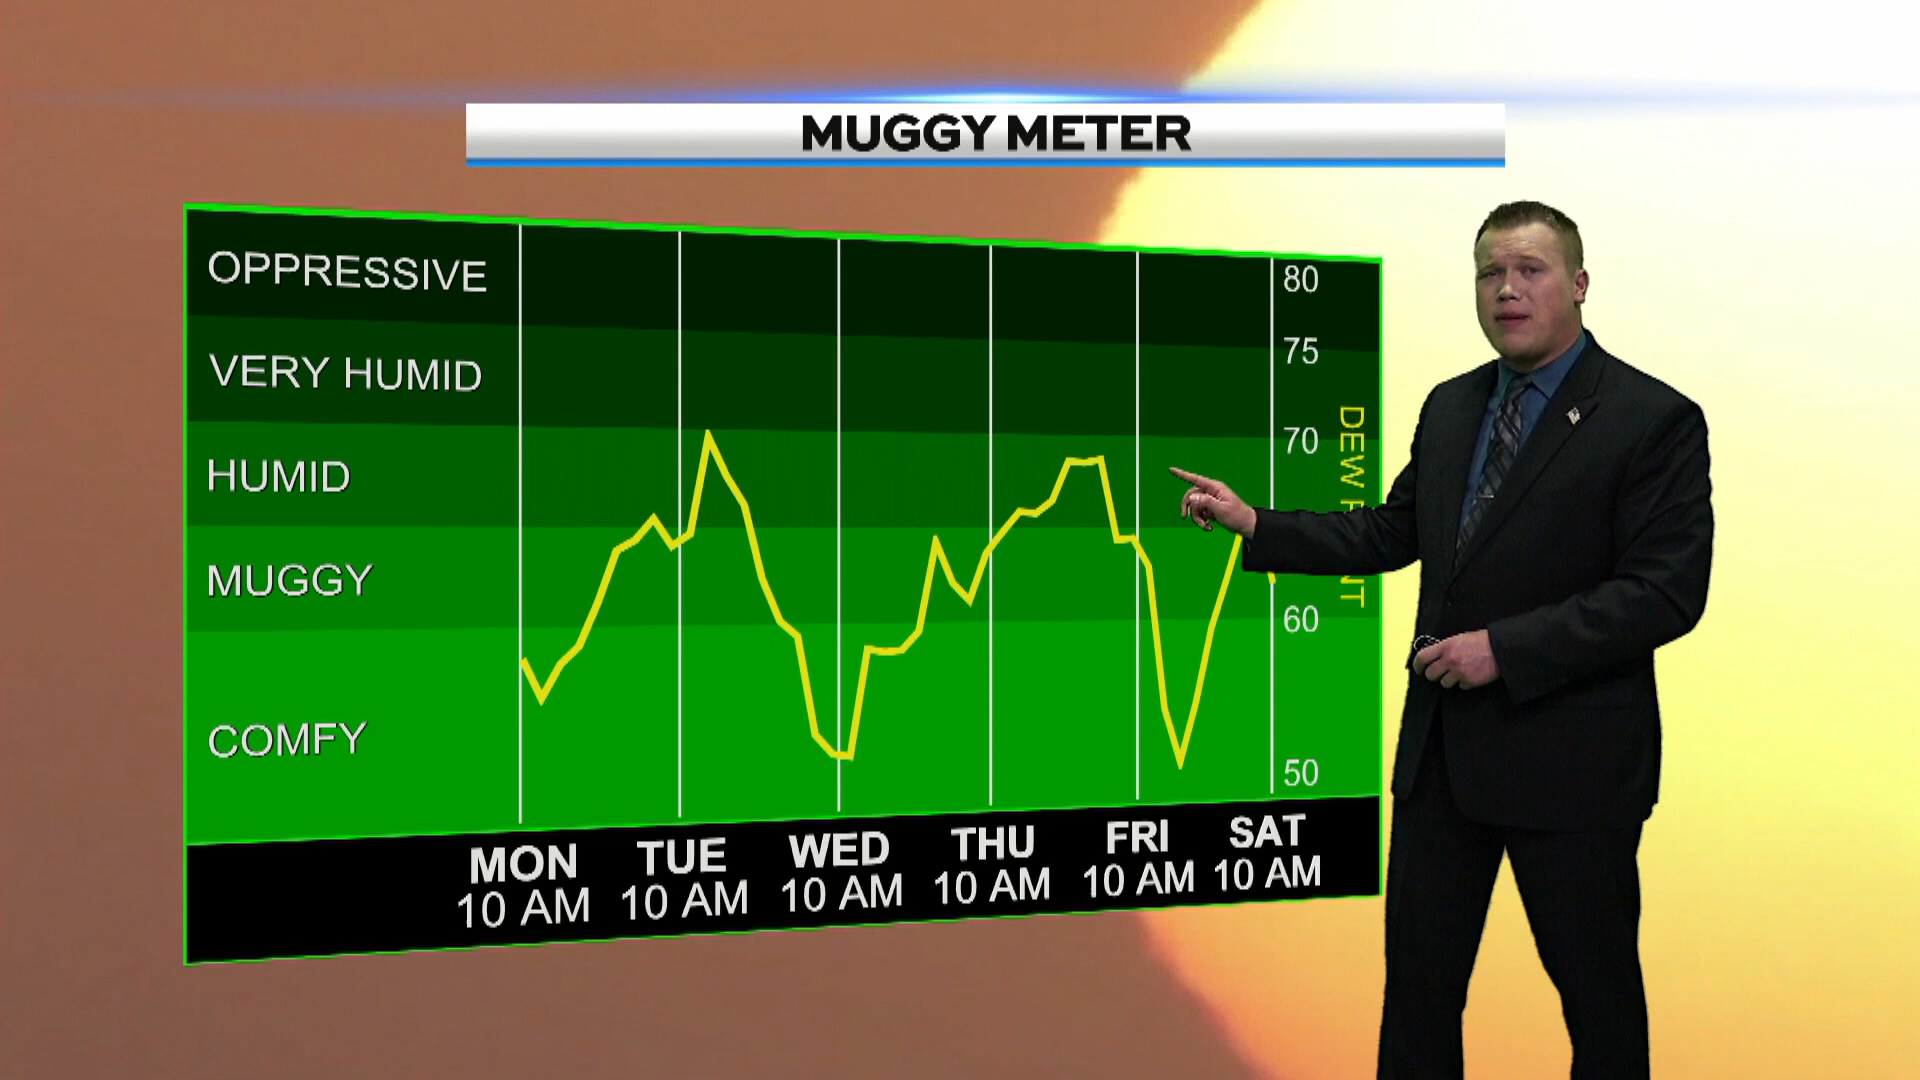 MUGGY METER
OPPRESSIVE
VERY HUMID
HUMID
MUGGY
COMFY
80
75
70
60
50
DEW
MON
10 AM
TUE
10 AM
WED
10 AM
THU
10 AM
FRI
10 AM
SAT
10 AM